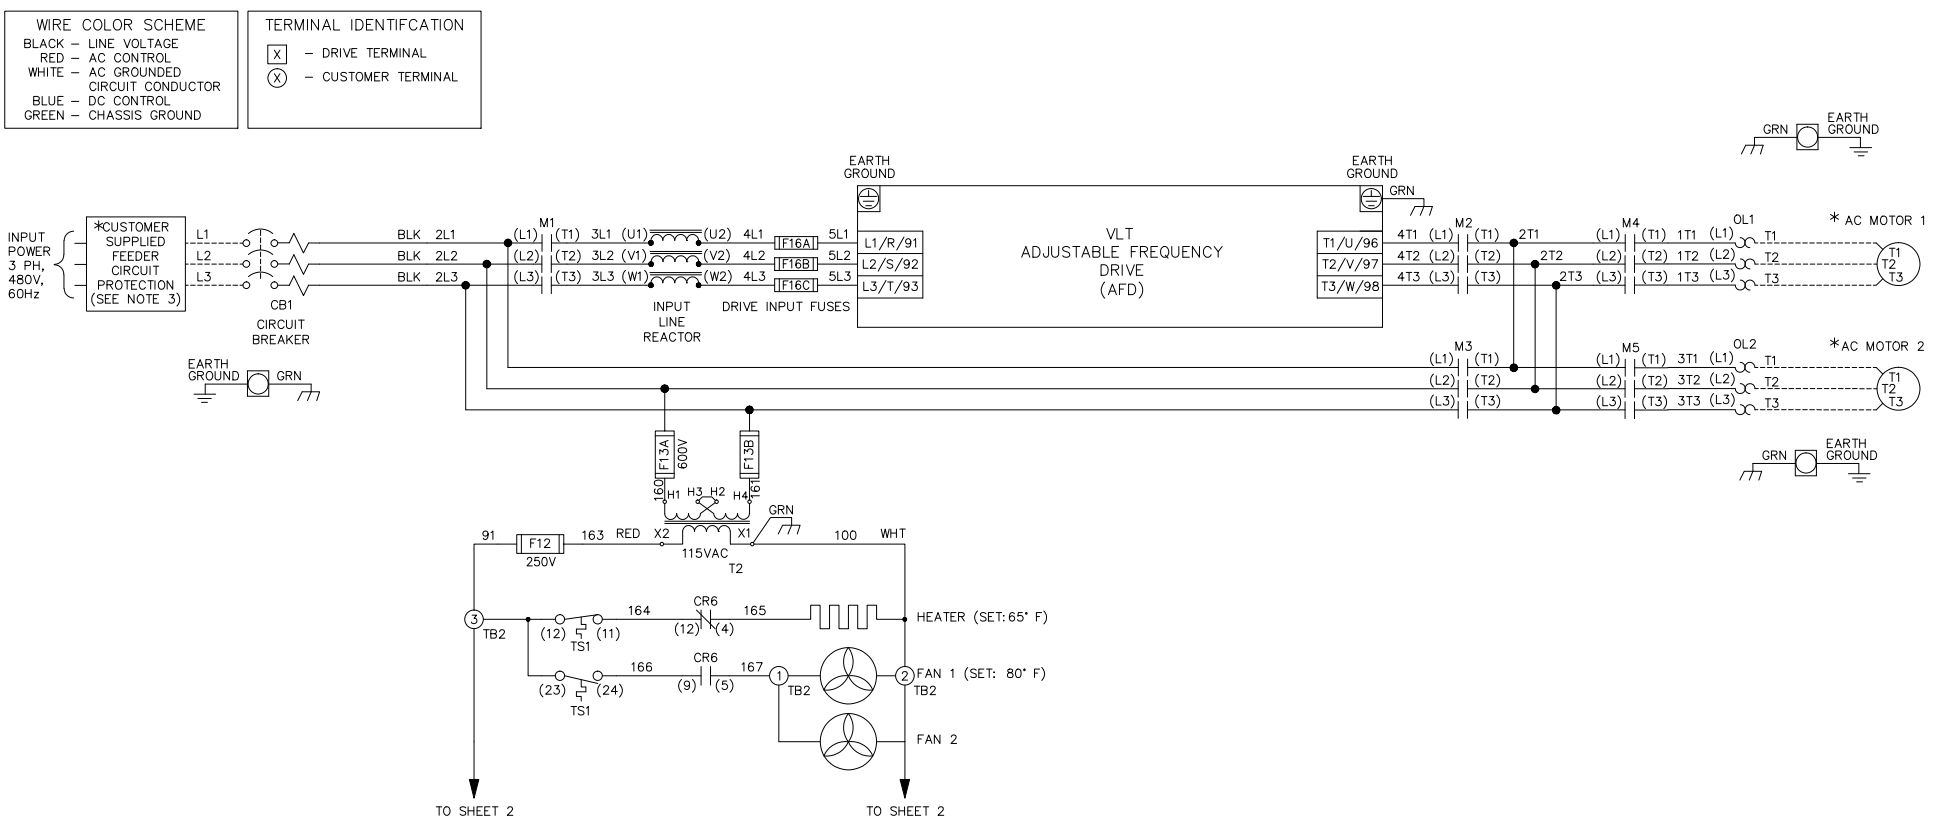 WIRE COLOR SCHEME
BLACK – LINE VOLTAGE
RED – AC CONTROL
WHITE – AC GROUNDED
CIRCUIT CONDUCTOR
BLUE – DC CONTROL
GREEN – CHASSIS GROUND
TERMINAL IDENTIFCATION
X – DRIVE TERMINAL
X – CUSTOMER TERMINAL
GRN
EARTH
GROUND
EARTH
GROUND
EARTH
GROUND
GRN
INPUT
POWER
3 PH,
480V,
60Hz
*CUSTOMER
SUPPLIED
FEEDER
CIRCUIT
PROTECTION
(SEE NOTE 3)
L1
L2
L3
CB1
CIRCUIT
BREAKER
BLK 2L1
BLK 2L2
BLK 2L3
M1
(L1) (T1) 3L1 (U1) (U2) 4L1 F16A 5L1 L1/R/91
(L2) (T2) 3L2 (V1) (V2) 4L2 F16B 5L2 L2/S/92
(L3) (T3) 3L3 (W1) (W2) 4L3 F16C 5L3 L3/T/93
INPUT
LINE
REACTOR
DRIVE INPUT FUSES
VLT
ADJUSTABLE FREQUENCY
DRIVE
(AFD)
M2 M4 OL1 * AC MOTOR 1
T1/U/96 4T1 (L1) (T1) 2T1 (L1) (T1) 1T1 (L1) T1
T2/V/97 4T2 (L2) (T2) 2T2 (L2) (T2) 1T2 (L2) T2
T3/W/98 4T3 (L3) (T3) 2T3 (L3) (T3) 1T3 (L3) T3
T1
T2
T3
M3 M5 OL2 *AC MOTOR 2
(L1) (T1) (L1) (T1) 3T1 (L1) T1
(L2) (T2) (L2) (T2) 3T2 (L2) T2
(L3) (T3) (L3) (T3) 3T3 (L3) T3
T1
T2
T3
EARTH
GROUND GRN
GRN
EARTH
GROUND
F13A
600V
F13B
160
161
H1 H3 H2 H4
GRN
91 F12 163 RED X2 X1 100 WHT
250V
115VAC
T2
3
TB2
164 CR6 165
(12) (11) (12) (4)
TS1
HEATER (SET:65° F)
166 CR6 167
(23) (24) (9) (5)
TS1
1
TB2
2
TB2
FAN 1 (SET: 80° F)
FAN 2
TO SHEET 2
TO SHEET 2